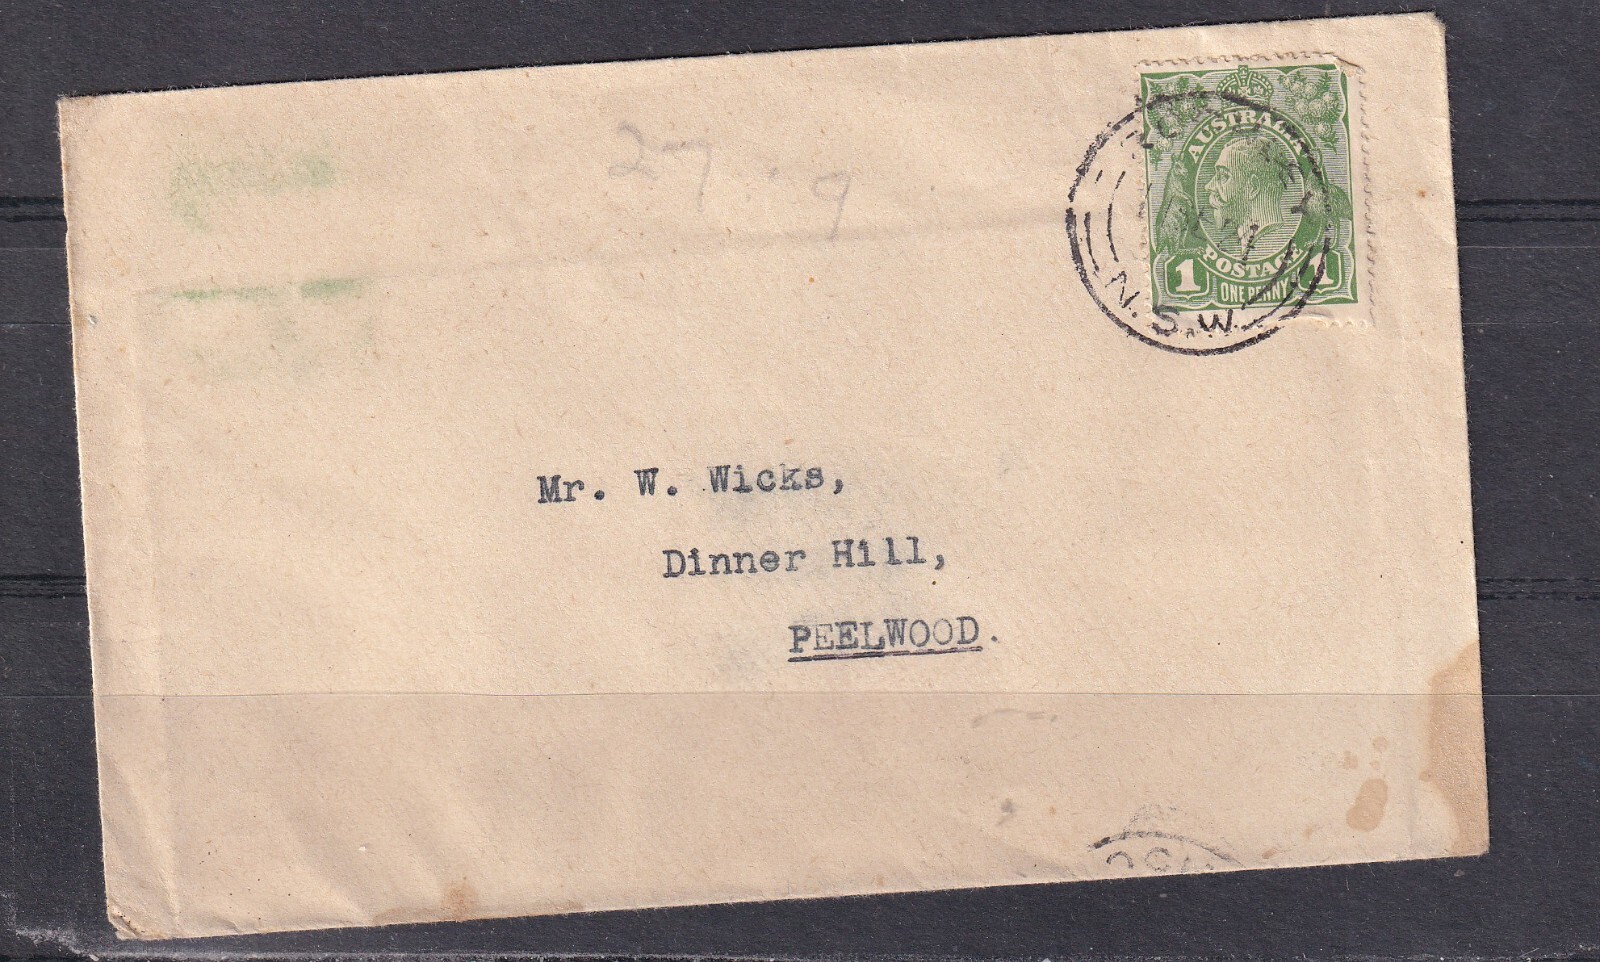 27 9
AUSTRALIA
POSTAGE
1 ONE PENNY 1
N.S.W.
Mr. W. Wicks,
Dinner Hill,
PEELWOOD.